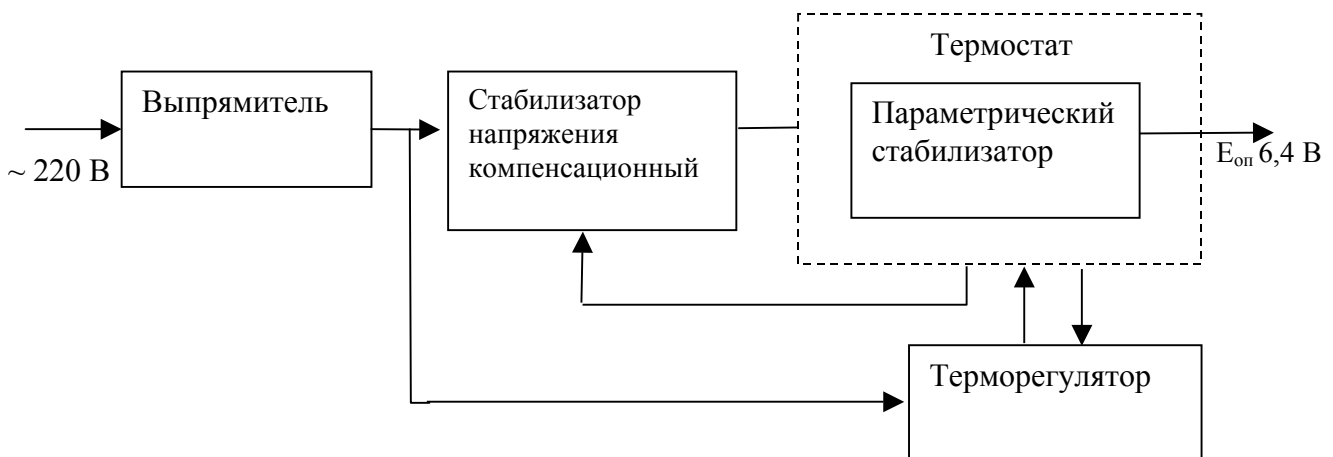 Термостат
Выпрямитель
Стабилизатор
напряжения
компенсационный
Параметрический
стабилизатор
~ 220 В
Eоп 6,4 В
Терморегулятор